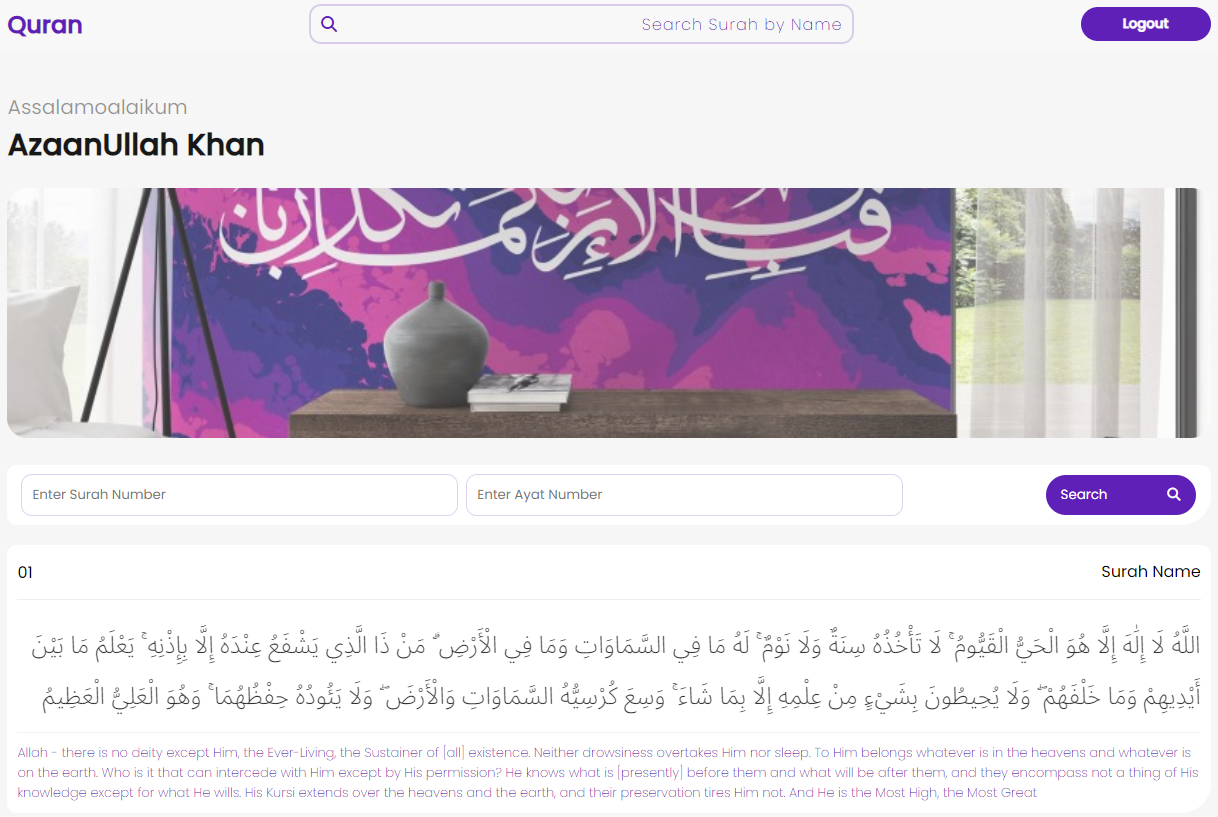 Quran
Search Surah by Name
Logout
Assalamoalaikum
AzaanUllah Khan
Enter Surah Number
Enter Ayat Number
Search
01
Surah Name
اللَّهُ لَا إِلَٰهَ إِلَّا هُوَ الْحَيُّ الْقَيُّومُ ۚ لَا تَأْخُذُهُ سِنَةٌ وَلَا نَوْمٌ ۚ لَهُ مَا فِي السَّمَاوَاتِ وَمَا فِي الْأَرْضِ ۗ مَنْ ذَا الَّذِي يَشْفَعُ عِنْدَهُ إِلَّا بِإِذْنِهِ ۚ يَعْلَمُ مَا بَيْنَ
أَيْدِيهِمْ وَمَا خَلْفَهُمْ ۖ وَلَا يُحِيطُونَ بِشَيْءٍ مِنْ عِلْمِهِ إِلَّا بِمَا شَاءَ ۚ وَسِعَ كُرْسِيُّهُ السَّمَاوَاتِ وَالْأَرْضَ ۖ وَلَا يَئُودُهُ حِفْظُهُمَا ۚ وَهُوَ الْعَلِيُّ الْعَظِيمُ
Allah - there is no deity except Him, the Ever-Living, the Sustainer of [all] existence. Neither drowsiness overtakes Him nor sleep. To Him belongs whatever is in the heavens and whatever is
on the earth. Who is it that can intercede with Him except by His permission? He knows what is [presently] before them and what will be after them, and they encompass not a thing of His
knowledge except for what He wills. His Kursi extends over the heavens and the earth, and their preservation tires Him not. And He is the Most High, the Most Great